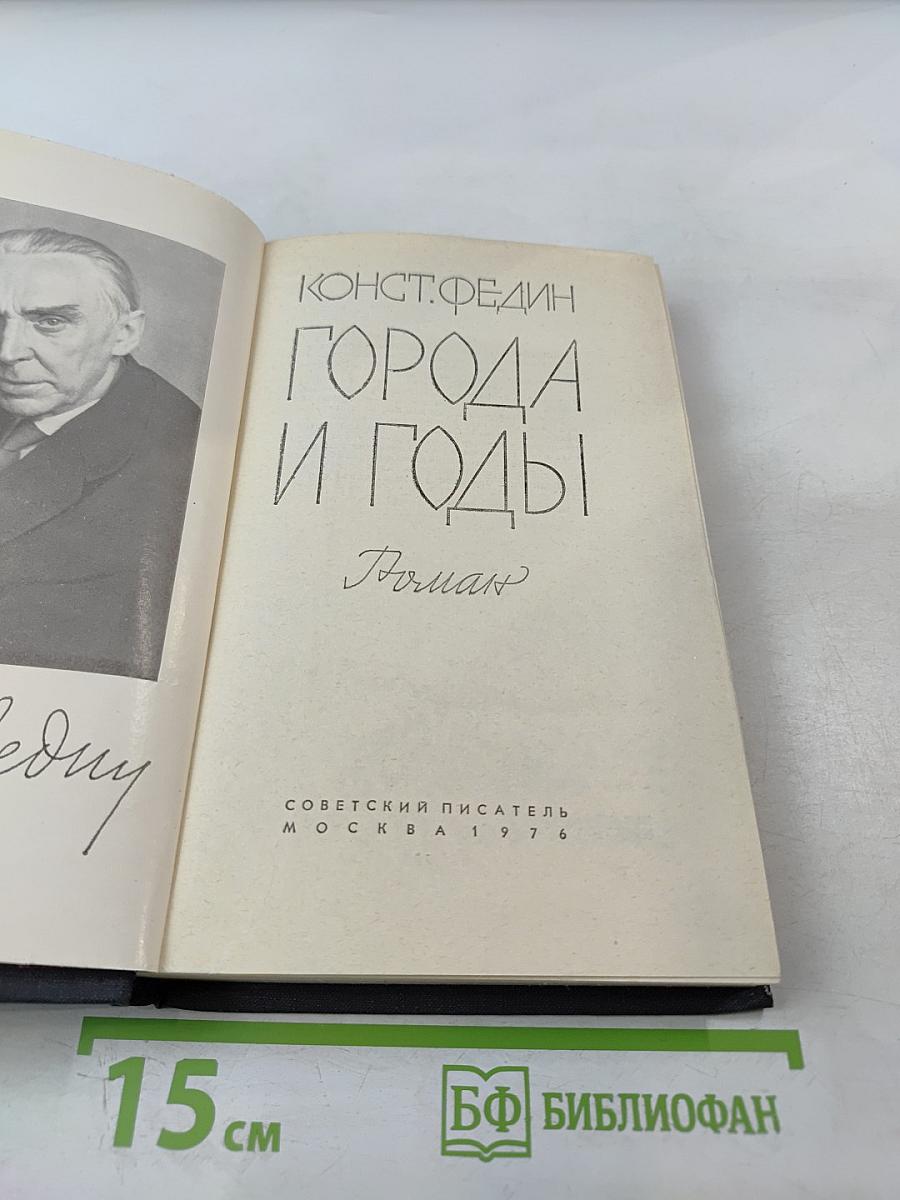 КОНСТ. ФЕДИН
ГОРОДА
И ГОДЫ
Роман
СОВЕТСКИЙ ПИСАТЕЛЬ
МОСКВА 1976
15 см
БФ БИБЛИОФАН